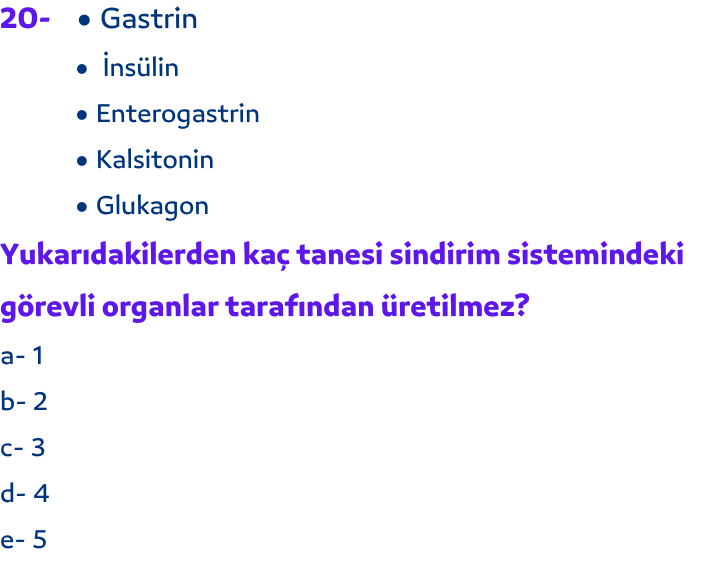 20- • Gastrin
• İnsülin
• Enterogastrin
• Kalsitonin
• Glukagon
Yukarıdakilerden kaç tanesi sindirim sistemindeki
görevli organlar tarafından üretilmez?
a- 1
b- 2
c- 3
d- 4
e- 5